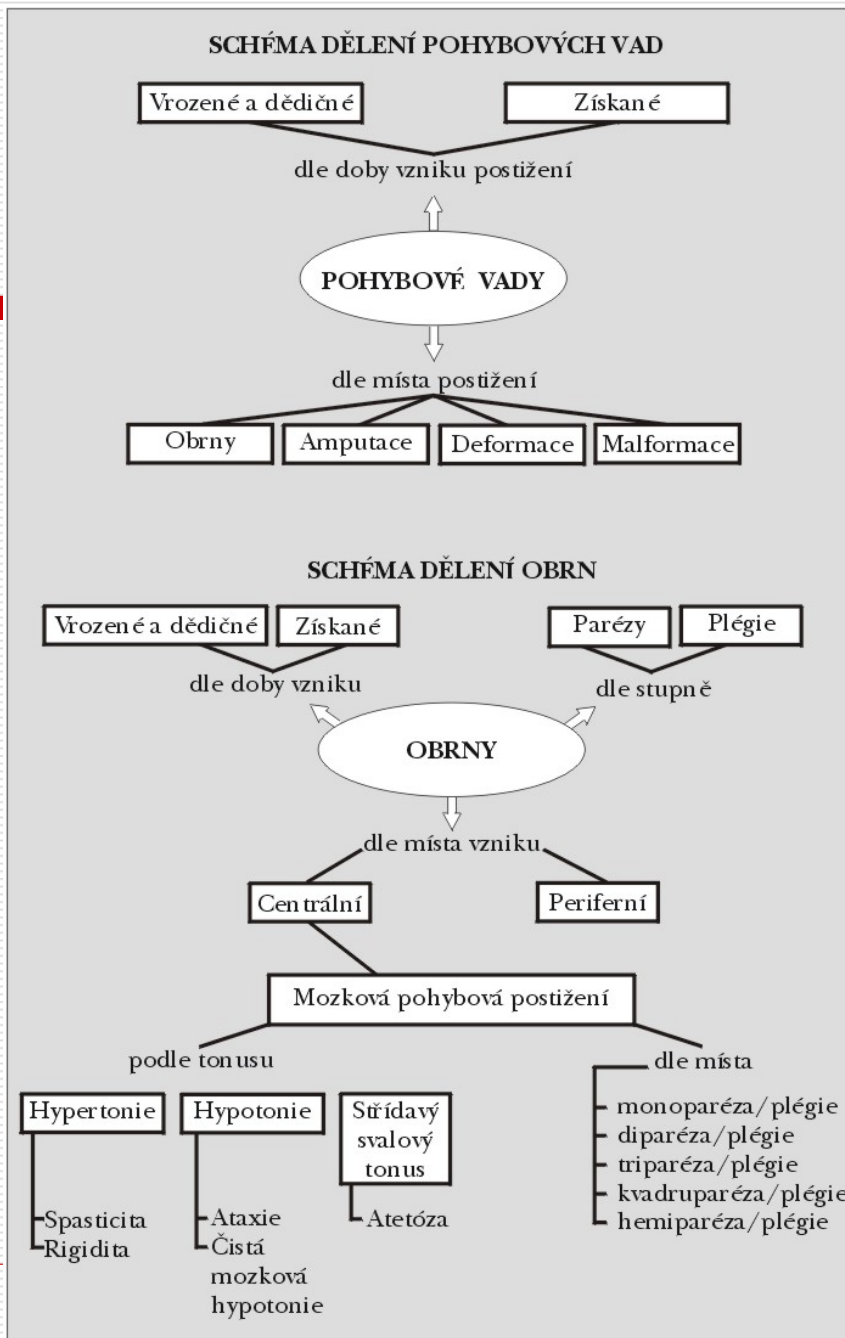 SCHÉMA DĚLENÍ POHYBOVÝCH VAD
Vrozené a dědičné
Získané
dle doby vzniku postižení
POHYBOVÉ VADY
dle místa postižení
Obrny
Amputace
Deformace
Malformace
SCHÉMA DĚLENÍ OBRN
Vrozené a dědičné
Získané
dle doby vzniku
Parézy
Plégie
dle stupně
OBRNY
dle místa vzniku
Centrální
Periferní
Mozková pohybová postižení
podle tonusu
Hypertonie
Spasticita
Rigidita
Hypotonie
Ataxie
Čistá
mozková
hypotonie
Střídavý
svalový
tonus
Atetóza
dle místa
monoparéza/plégie
diparéza/plégie
triparéza/plégie
kvadruparéza/plégie
hemiparéza/plégie